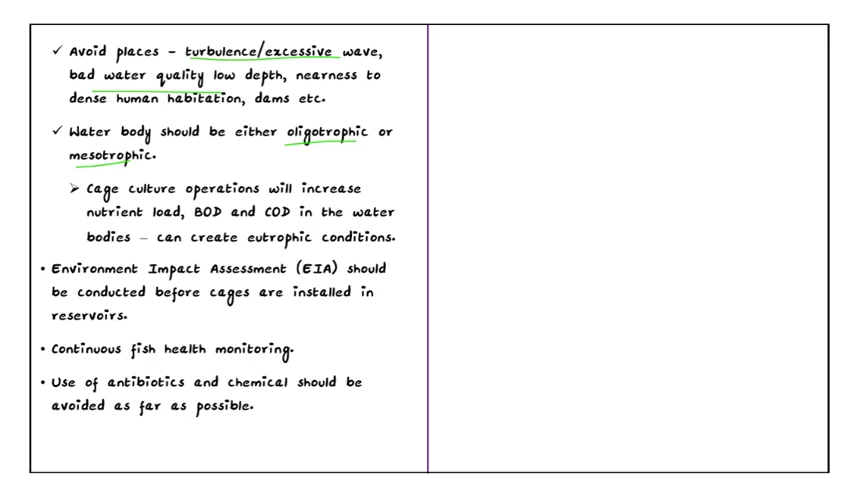 ✓ Avoid places – turbulence/excessive wave,
bad water quality low depth, nearness to
dense human habitation, dams etc.
✓ Water body should be either oligotrophic or
mesotrophic.
➢ Cage culture operations will increase
nutrient load, BOD and COD in the water
bodies – can create eutrophic conditions.
• Environment Impact Assessment (EIA) should
be conducted before cages are installed in
reservoirs.
• Continuous fish health monitoring.
• Use of antibiotics and chemical should be
avoided as far as possible.